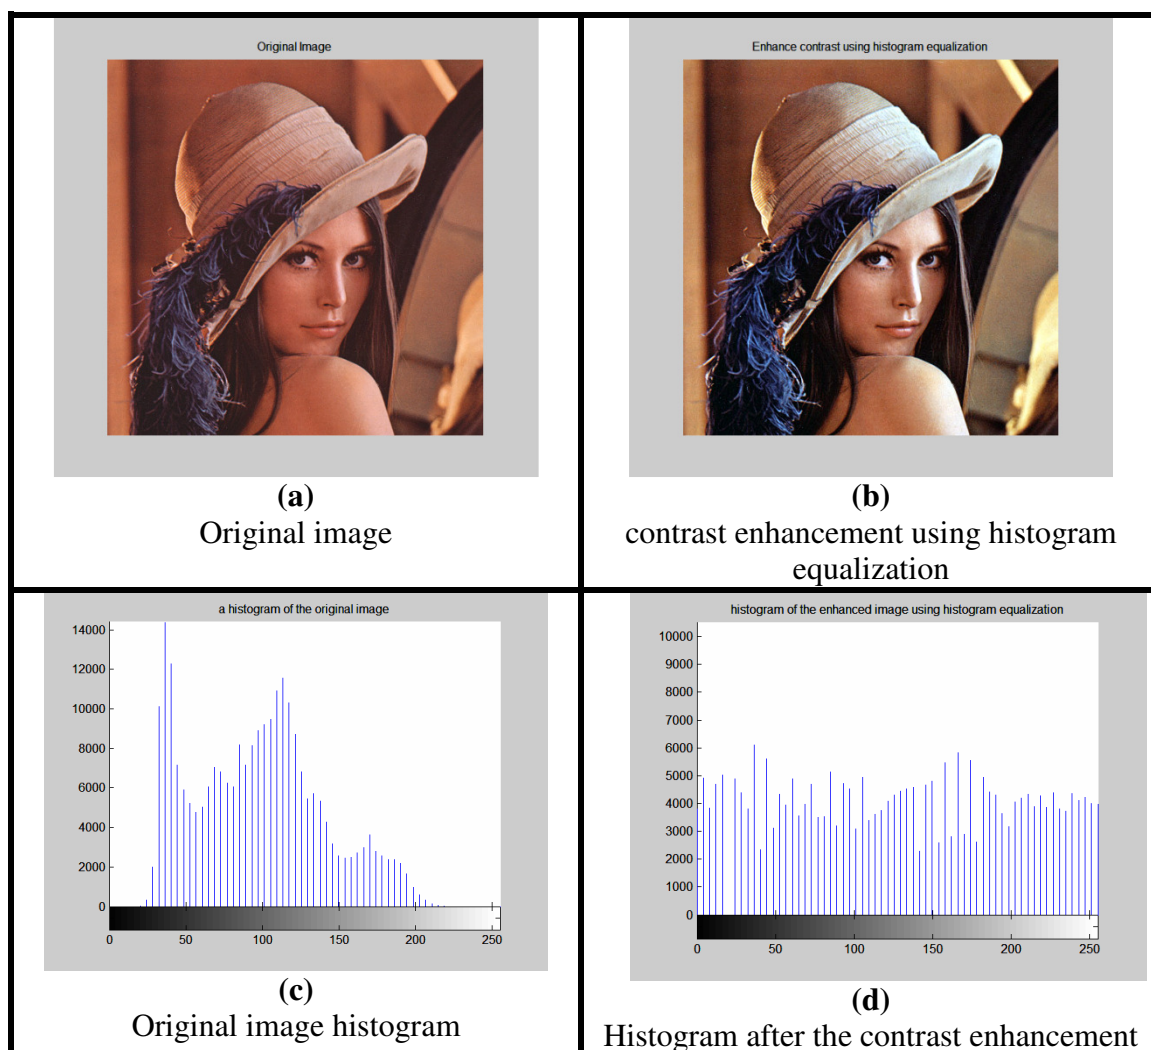 Original Image
(a)
Original image
Enhance contrast using histogram equalization
(b)
contrast enhancement using histogram
equalization
a histogram of the original image
14000
12000
10000
8000
6000
4000
2000
0
0 50 100 150 200 250
(c)
Original image histogram
histogram of the enhanced image using histogram equalization
10000
9000
8000
7000
6000
5000
4000
3000
2000
1000
0
0 50 100 150 200 250
(d)
Histogram after the contrast enhancement